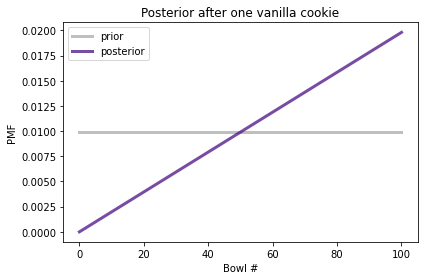 Posterior after one vanilla cookie
prior
posterior
0.0200
0.0175
0.0150
0.0125
0.0100
0.0075
0.0050
0.0025
0.0000
PMF
0 20 40 60 80 100
Bowl #